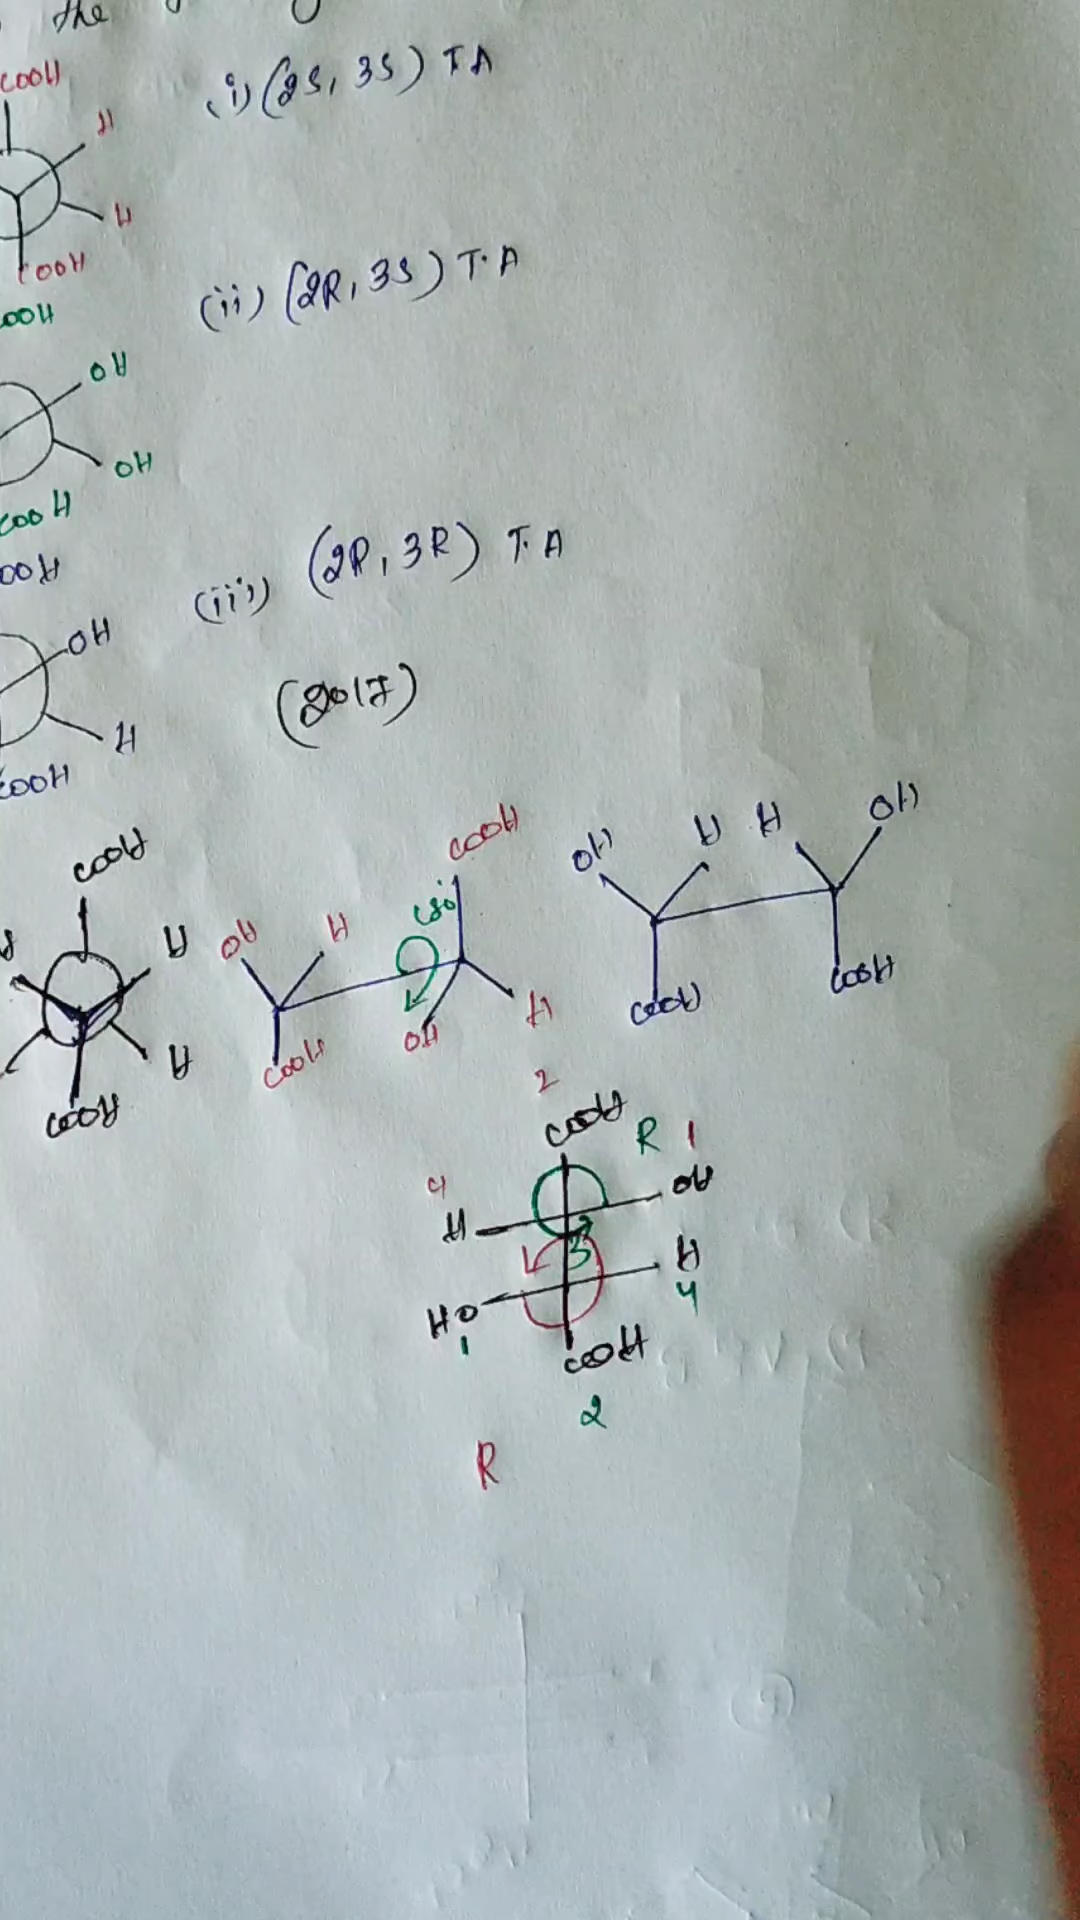 the
COOH
H
(i) (2S, 3S) T A
H
COOH
COOH
(ii) (2R, 3S) T.A
OH
OH
COOH
COOH
(iii) (2R, 3R) T.A
OH
H
(2017)
COOH
COOH
H
H
COOH
OH
H
COOH
180
COOH
OH
H
OH
H
H
OH
COOH
COOH
2
COOH
R 1
4
H
OH
3
H
4
HO
1
COOH
2
R